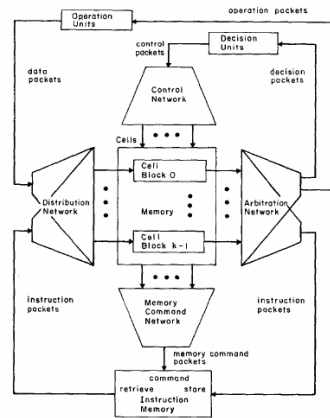 operation packets
Operation
Units
Decision
Units
control
packets
data
packets
decision
packets
Control
Network
Cells
Cell
Block 0
Distribution
Network
Memory
Arbitration
Network
Cell
Block k-1
instruction
packets
Memory
Command
Network
instruction
packets
memory command
packets
command
retrieve store
Instruction
Memory